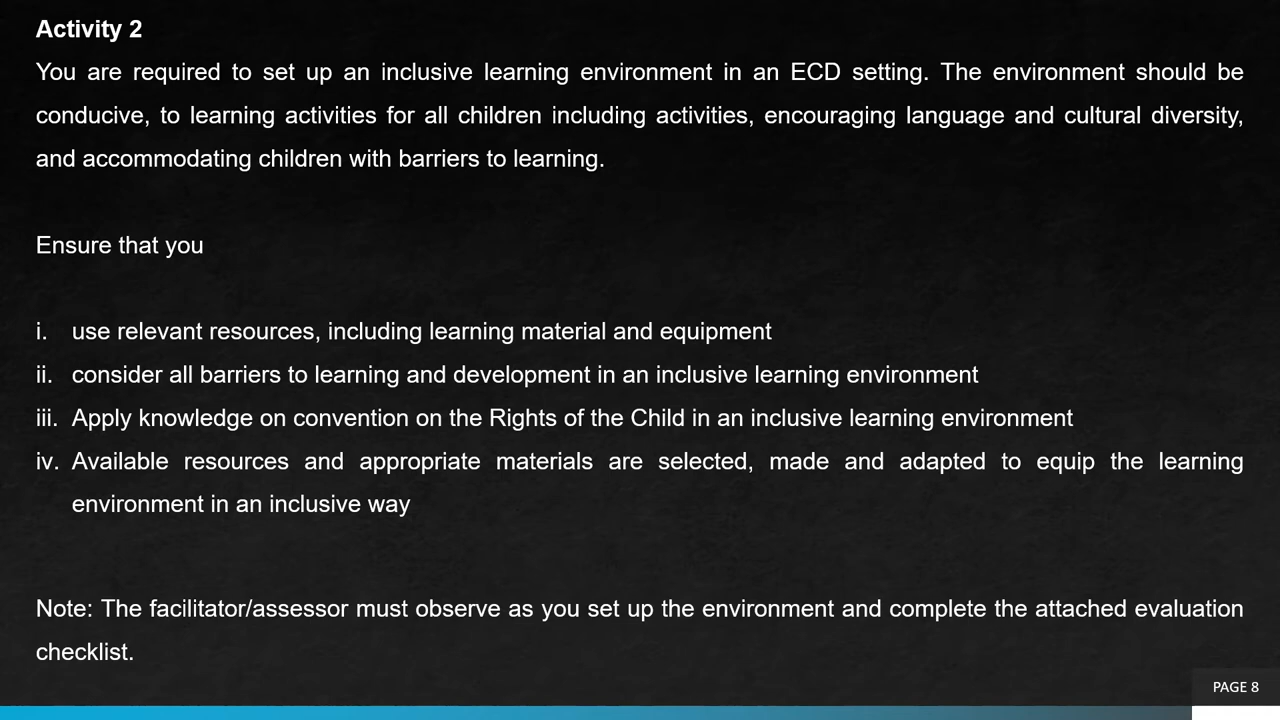 Activity 2
You are required to set up an inclusive learning environment in an ECD setting. The environment should be
conducive, to learning activities for all children including activities, encouraging language and cultural diversity,
and accommodating children with barriers to learning.
Ensure that you
i. use relevant resources, including learning material and equipment
ii. consider all barriers to learning and development in an inclusive learning environment
iii. Apply knowledge on convention on the Rights of the Child in an inclusive learning environment
iv. Available resources and appropriate materials are selected, made and adapted to equip the learning
environment in an inclusive way
Note: The facilitator/assessor must observe as you set up the environment and complete the attached evaluation
checklist.
PAGE 8